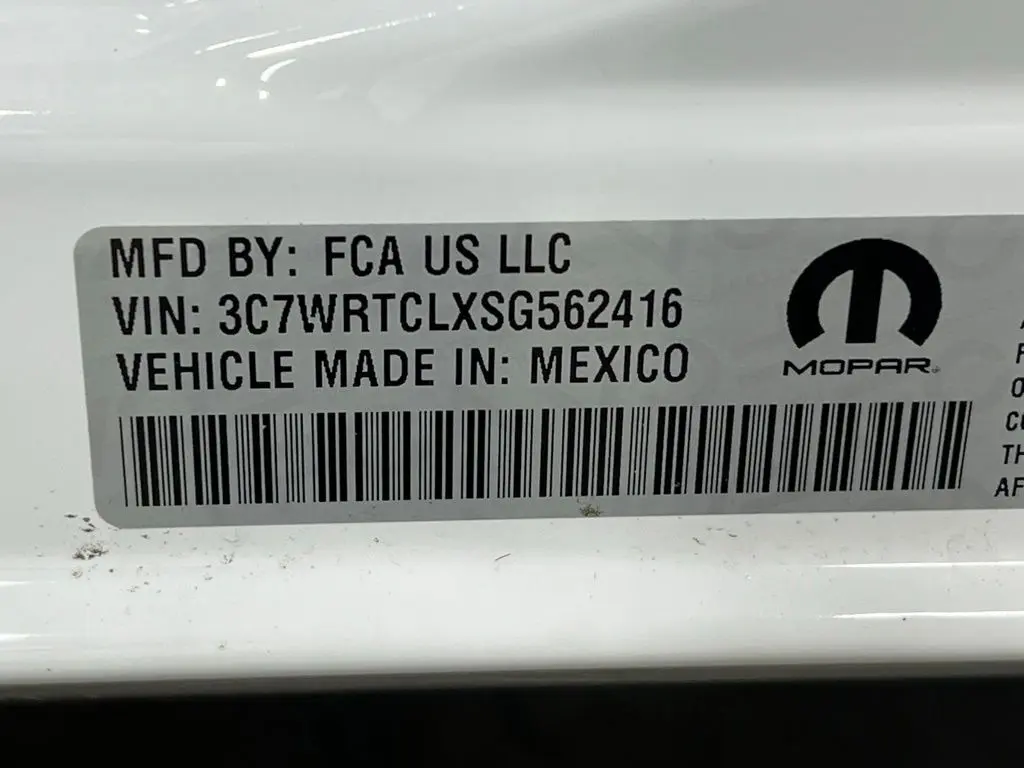 MFD BY: FCA US LLC
VIN: 3C7WRTCLXSG562416
VEHICLE MADE IN: MEXICO
MOPAR